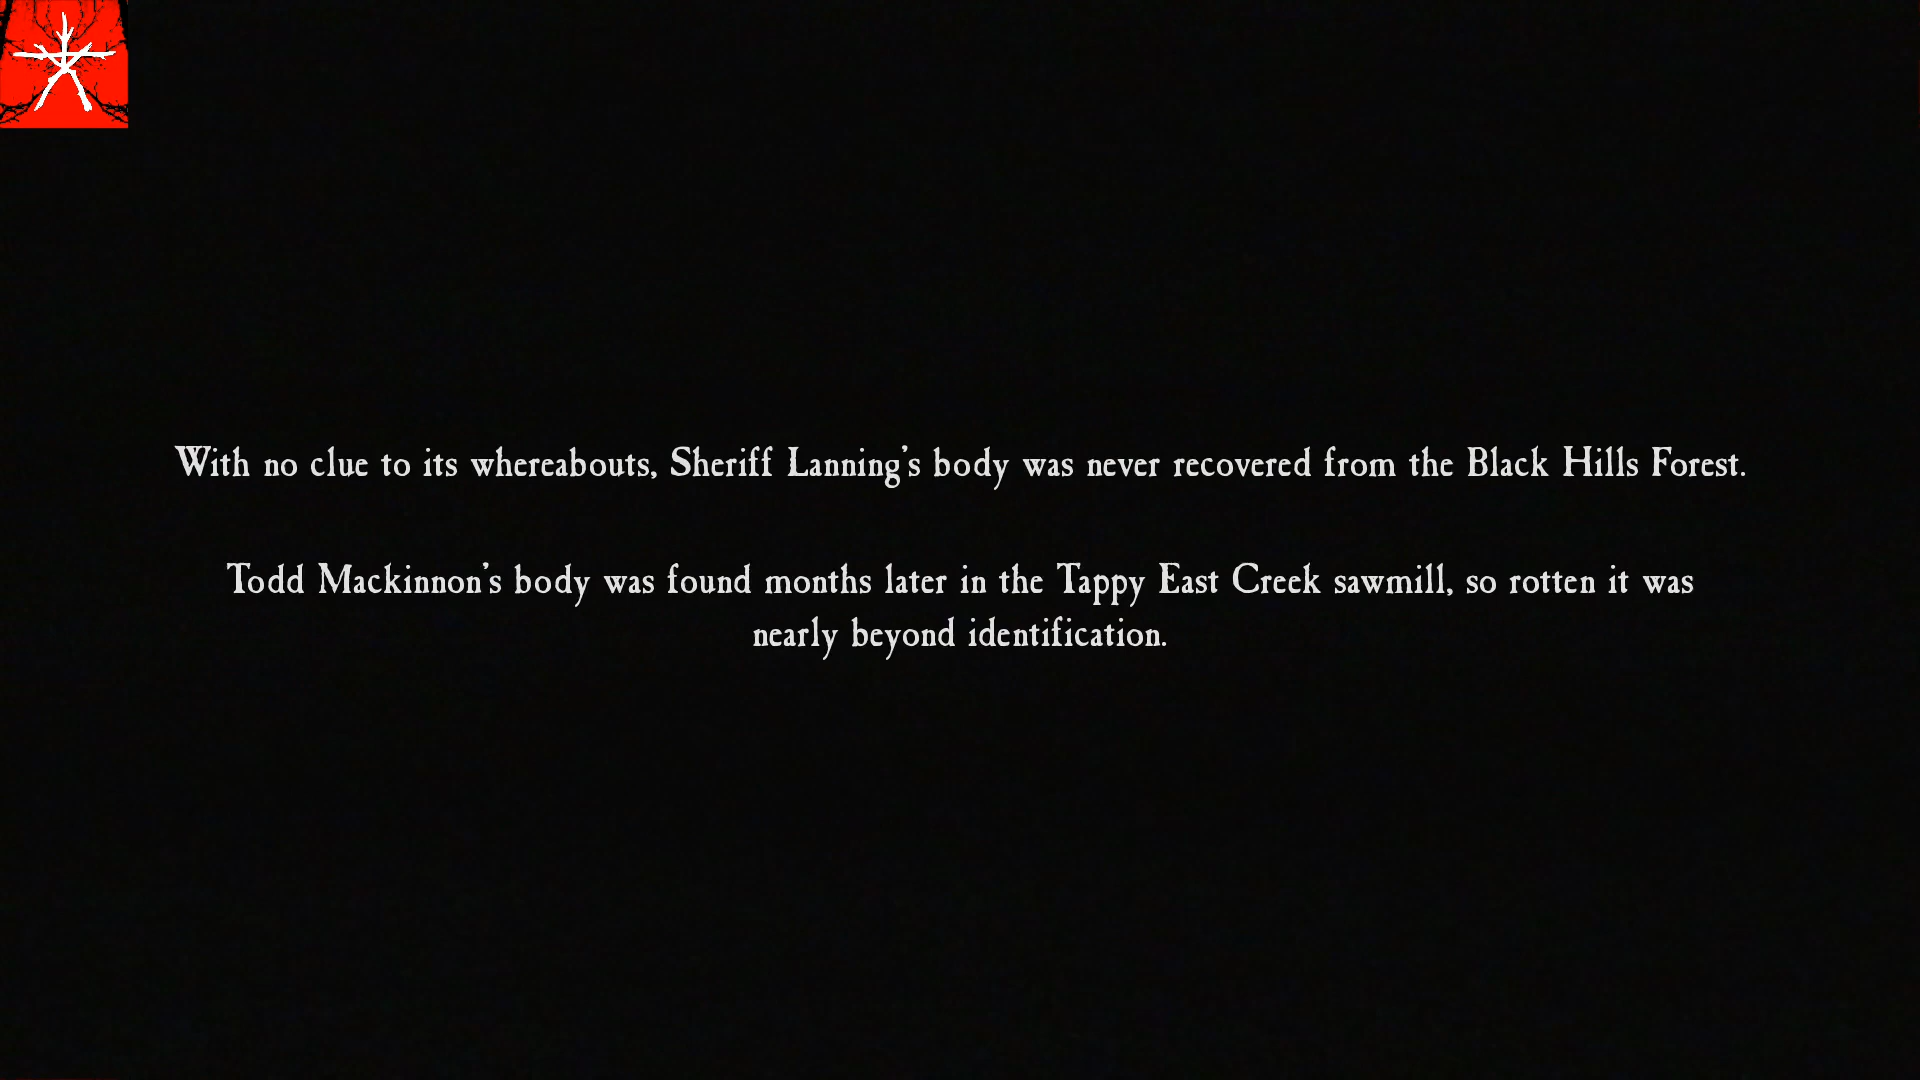 With no clue to its whereabouts, Sheriff Lanning's body was never recovered from the Black Hills Forest.
Todd Mackinnon's body was found months later in the Tappy East Creek sawmill, so rotten it was
nearly beyond identification.